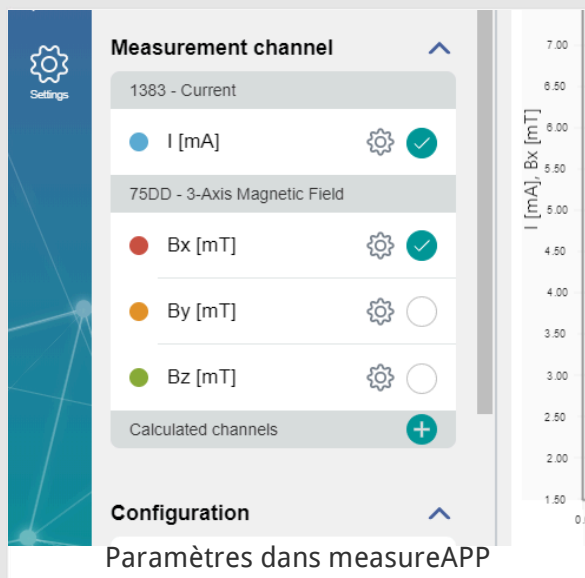 Settings
Measurement channel
1383 - Current
I [mA]
75DD - 3-Axis Magnetic Field
Bx [mT]
By [mT]
Bz [mT]
Calculated channels
Configuration
I [mA], Bx [mT]
7.00
6.50
6.00
5.50
5.00
4.50
4.00
3.50
3.00
2.50
2.00
1.50
Paramètres dans measureAPP